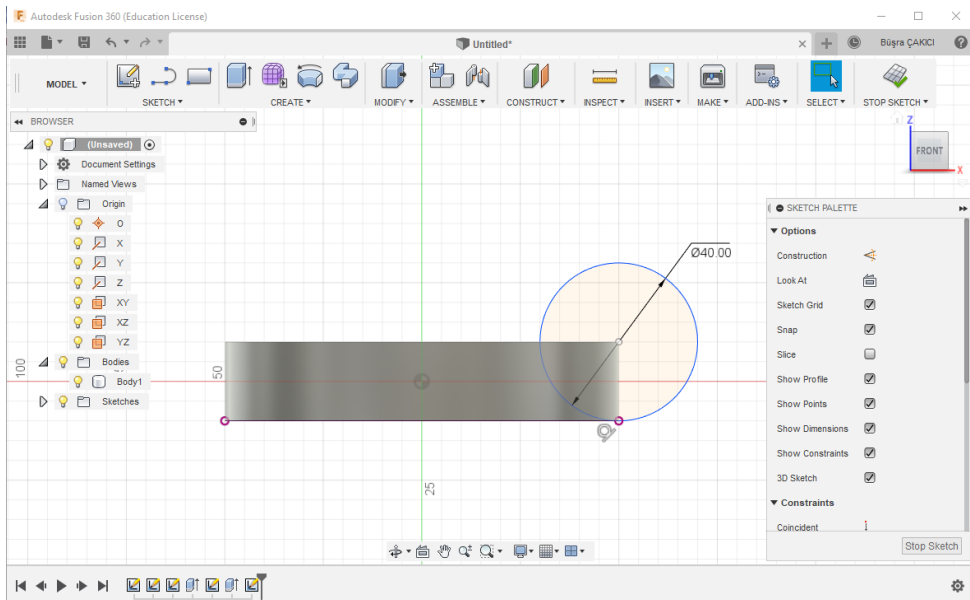 Autodesk Fusion 360 (Education License)
Untitled*
Büşra ÇAKICI
MODEL
SKETCH
CREATE
MODIFY
ASSEMBLE
CONSTRUCT
INSPECT
INSERT
MAKE
ADD-INS
SELECT
STOP SKETCH
BROWSER
(Unsaved)
Document Settings
Named Views
Origin
O
X
Y
Z
XY
XZ
YZ
Bodies
Body1
Sketches
Z
FRONT
X
Ø40.00
100
50
25
SKETCH PALETTE
Options
Construction
Look At
Sketch Grid
Snap
Slice
Show Profile
Show Points
Show Dimensions
Show Constraints
3D Sketch
Constraints
Coincident
Stop Sketch